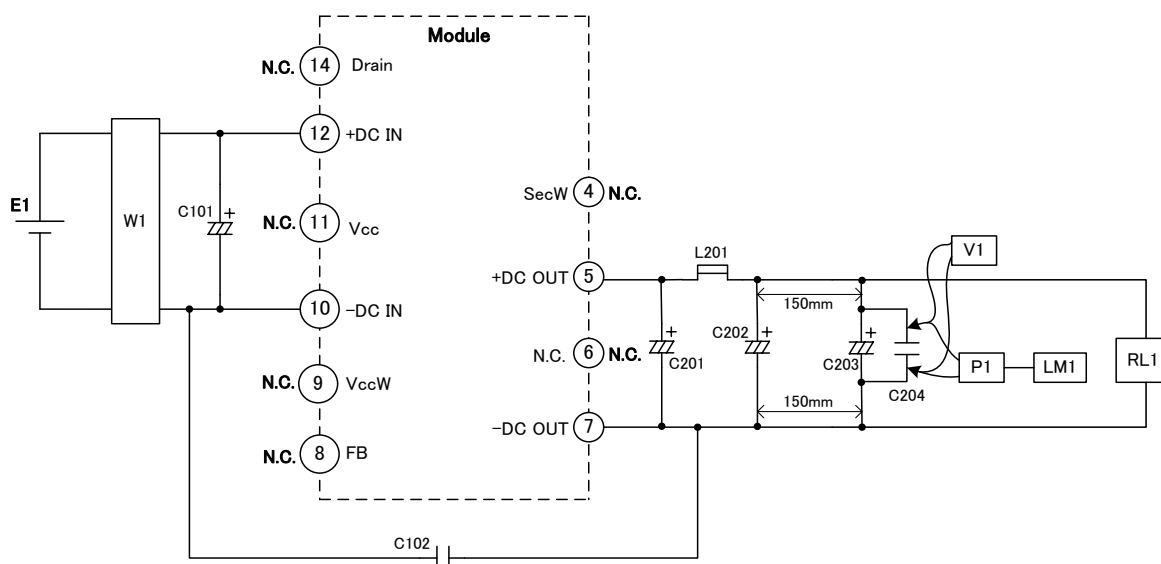 Module
N.C. 14 Drain
12 +DC IN
E1
W1
C101 +
N.C. 11 Vcc
10 -DC IN
N.C. 9 VccW
N.C. 8 FB
SecW 4 N.C.
+DC OUT 5
N.C. 6 N.C.
-DC OUT 7
L201
C201 +
C202 +
150mm
C203 +
150mm
C204
V1
P1
LM1
RL1
C102